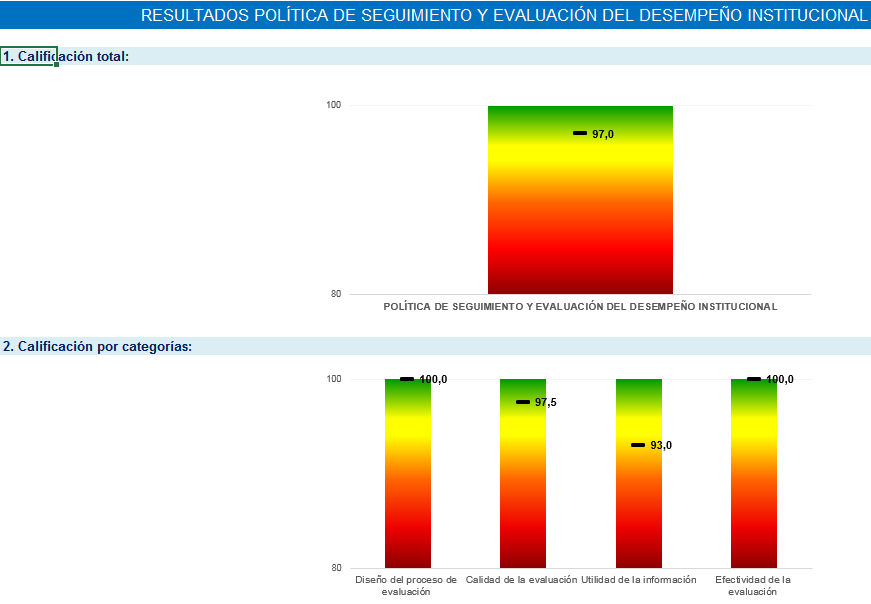 RESULTADOS POLÍTICA DE SEGUIMIENTO Y EVALUACIÓN DEL DESEMPEÑO INSTITUCIONAL
1. Calificación total:
100
97,0
80
POLÍTICA DE SEGUIMIENTO Y EVALUACIÓN DEL DESEMPEÑO INSTITUCIONAL
2. Calificación por categorías:
100
100,0
97,5
93,0
100,0
80
Diseño del proceso de
evaluación
Calidad de la evaluación
Utilidad de la información
Efectividad de la
evaluación